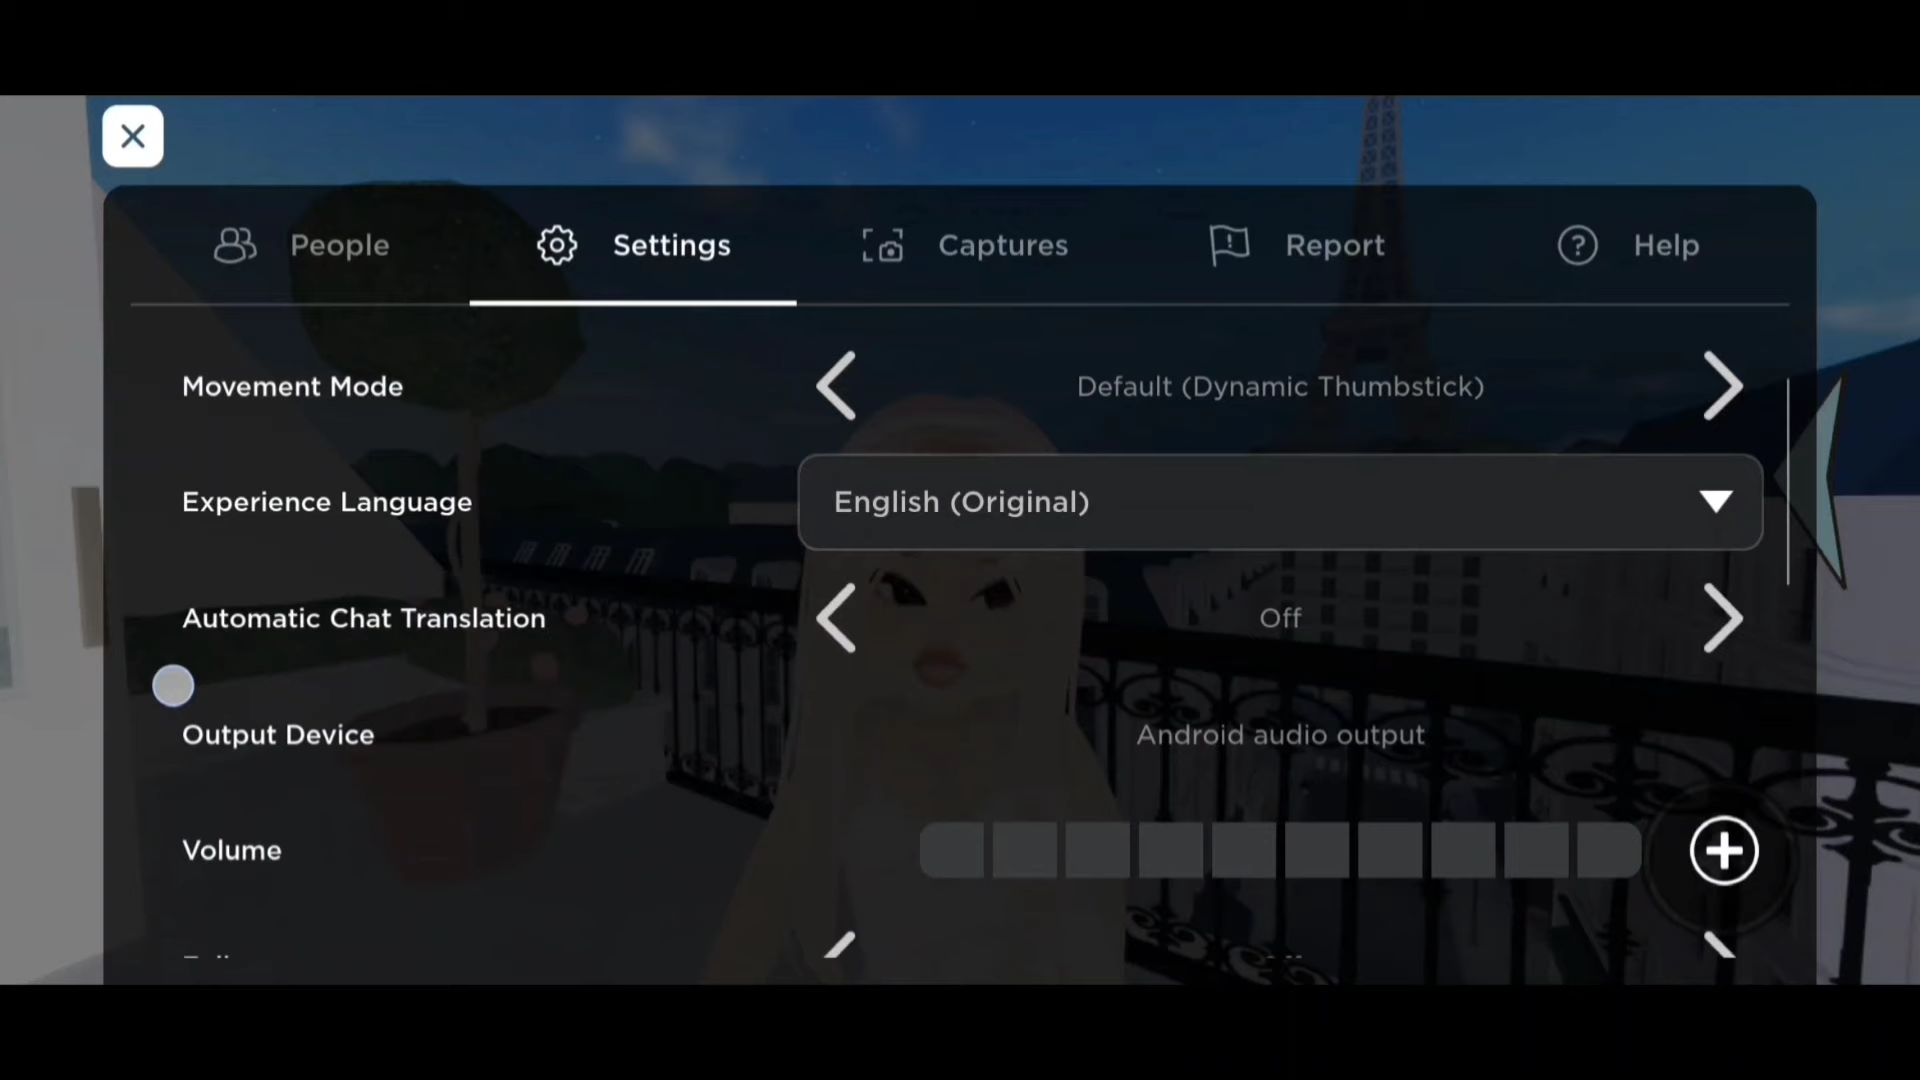 People Settings Captures Report Help
Movement Mode Default (Dynamic Thumbstick)
Experience Language English (Original)
Automatic Chat Translation Off
Output Device Android audio output
Volume